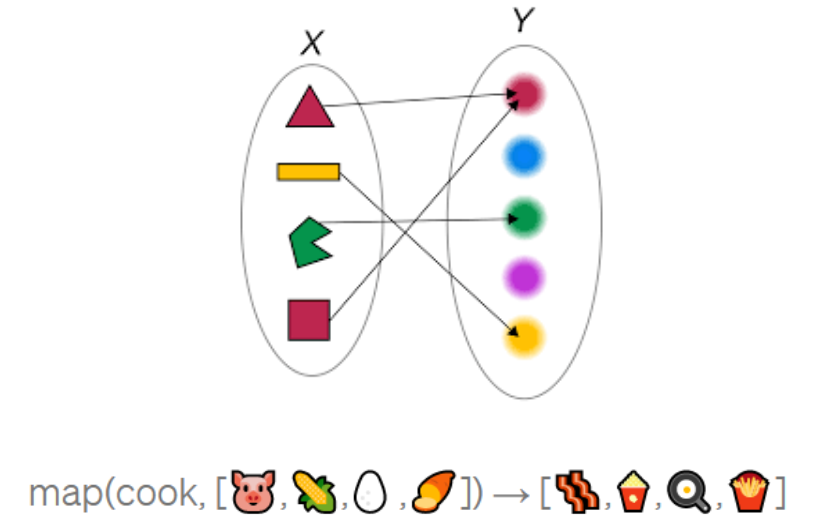 X
Y
map(cook, [🐷, 🌽, 🥚, 🍠]) → [🥓, 🍿, 🍳, 🍟]